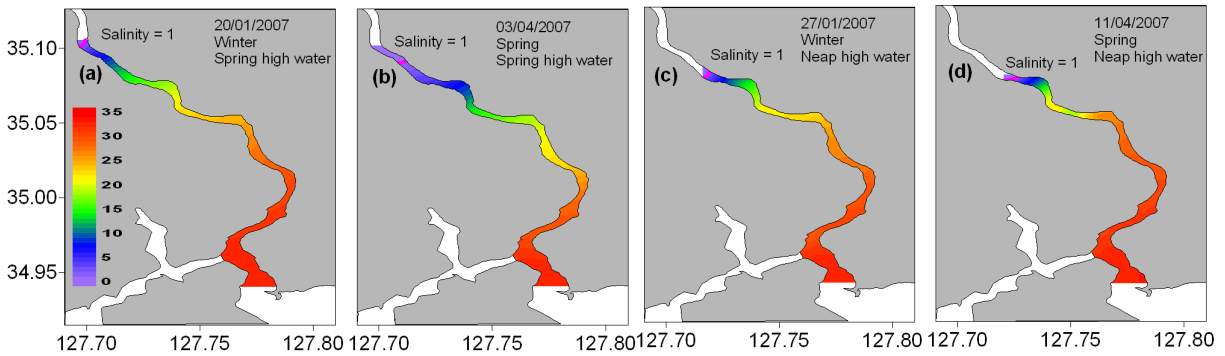 20/01/2007
Winter
Spring high water
Salinity = 1
(a)
35
30
25
20
15
10
5
0
03/04/2007
Spring
Spring high water
Salinity = 1
(b)
27/01/2007
Winter
Neap high water
Salinity = 1
(c)
11/04/2007
Spring
Neap high water
Salinity = 1
(d)
35.10
35.05
35.00
34.95
127.70 127.75 127.80 127.70 127.75 127.80 127.70 127.75 127.80 127.70 127.75 127.80